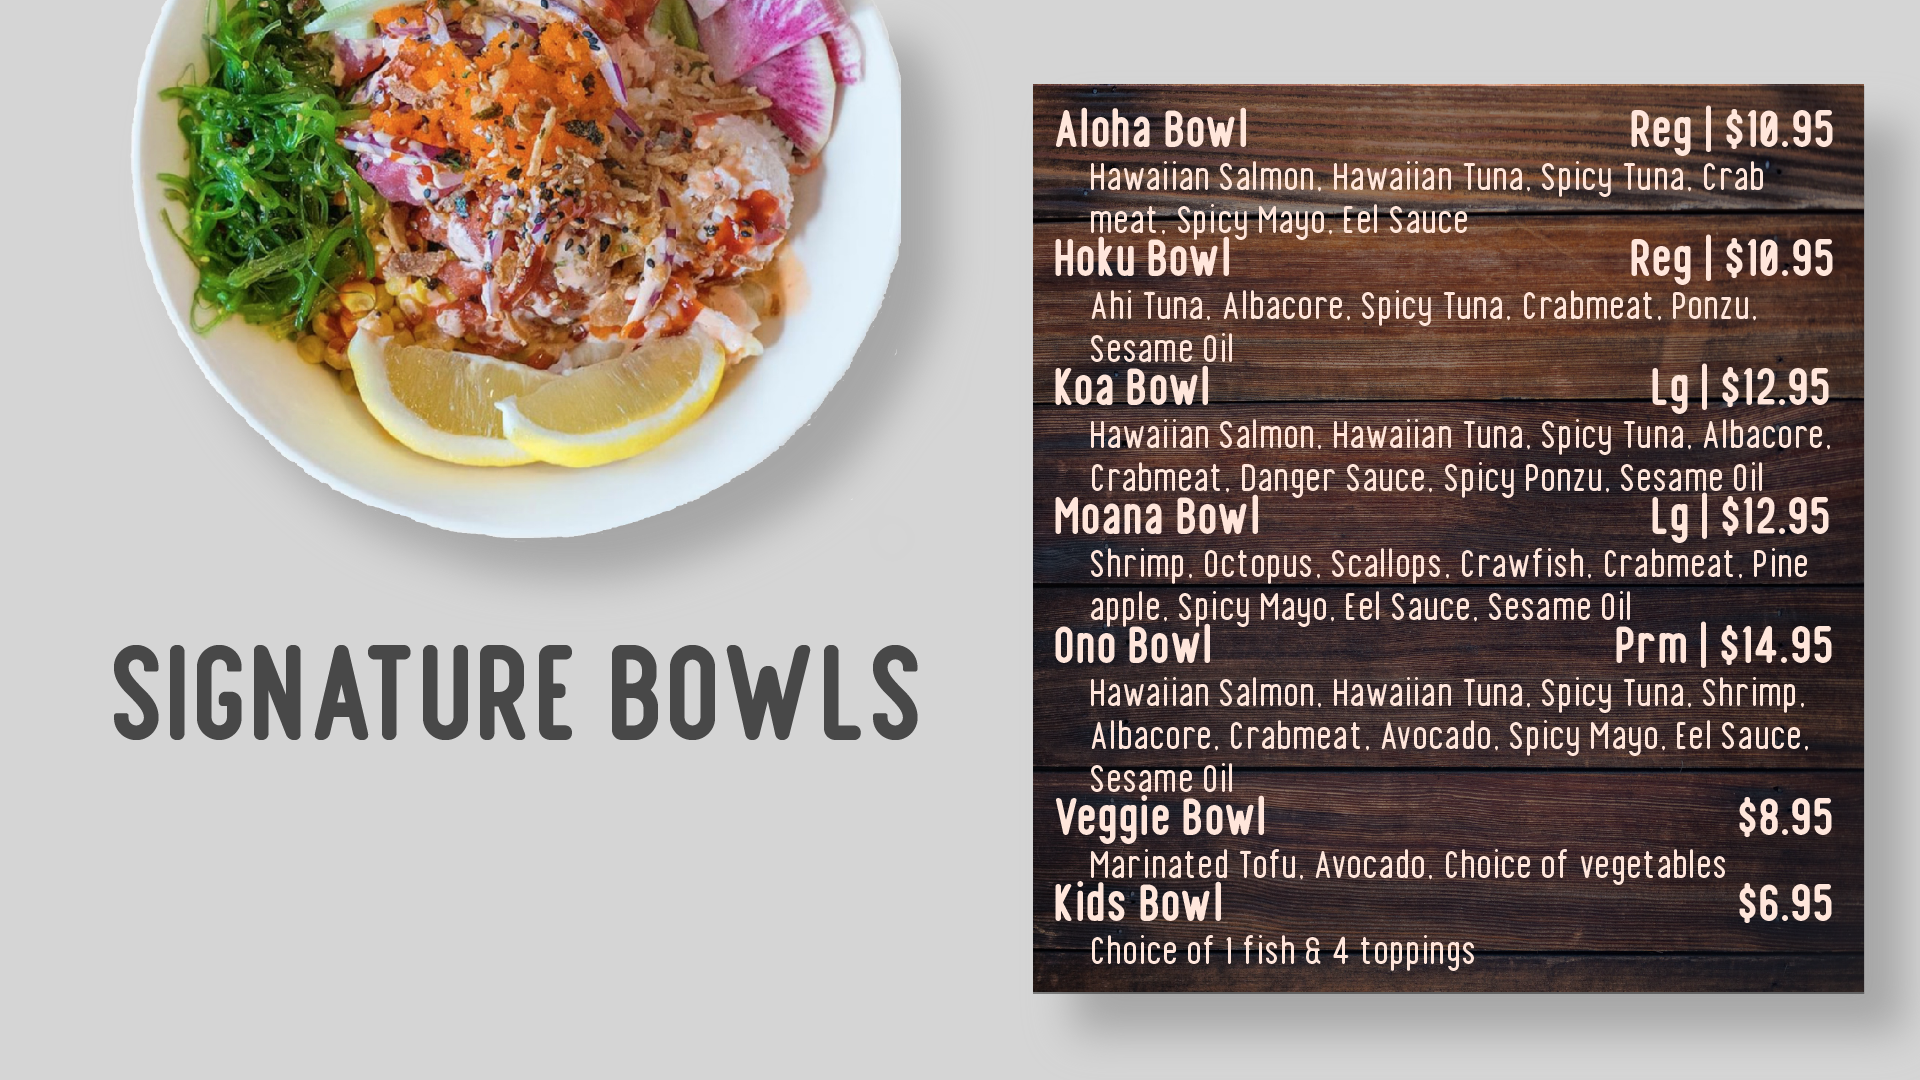 SIGNATURE BOWLS
Aloha Bowl Reg | $10.95
Hawaiian Salmon, Hawaiian Tuna, Spicy Tuna, Crab
meat, Spicy Mayo, Eel Sauce
Hoku Bowl Reg | $10.95
Ahi Tuna, Albacore, Spicy Tuna, Crabmeat, Ponzu,
Sesame Oil
Koa Bowl Lg | $12.95
Hawaiian Salmon, Hawaiian Tuna, Spicy Tuna, Albacore,
Crabmeat, Danger Sauce, Spicy Ponzu, Sesame Oil
Moana Bowl Lg | $12.95
Shrimp, Octopus, Scallops, Crawfish, Crabmeat, Pine
apple, Spicy Mayo, Eel Sauce, Sesame Oil
Ono Bowl Prm | $14.95
Hawaiian Salmon, Hawaiian Tuna, Spicy Tuna, Shrimp,
Albacore, Crabmeat, Avocado, Spicy Mayo, Eel Sauce,
Sesame Oil
Veggie Bowl $8.95
Marinated Tofu, Avocado, Choice of vegetables
Kids Bowl $6.95
Choice of 1 fish & 4 toppings